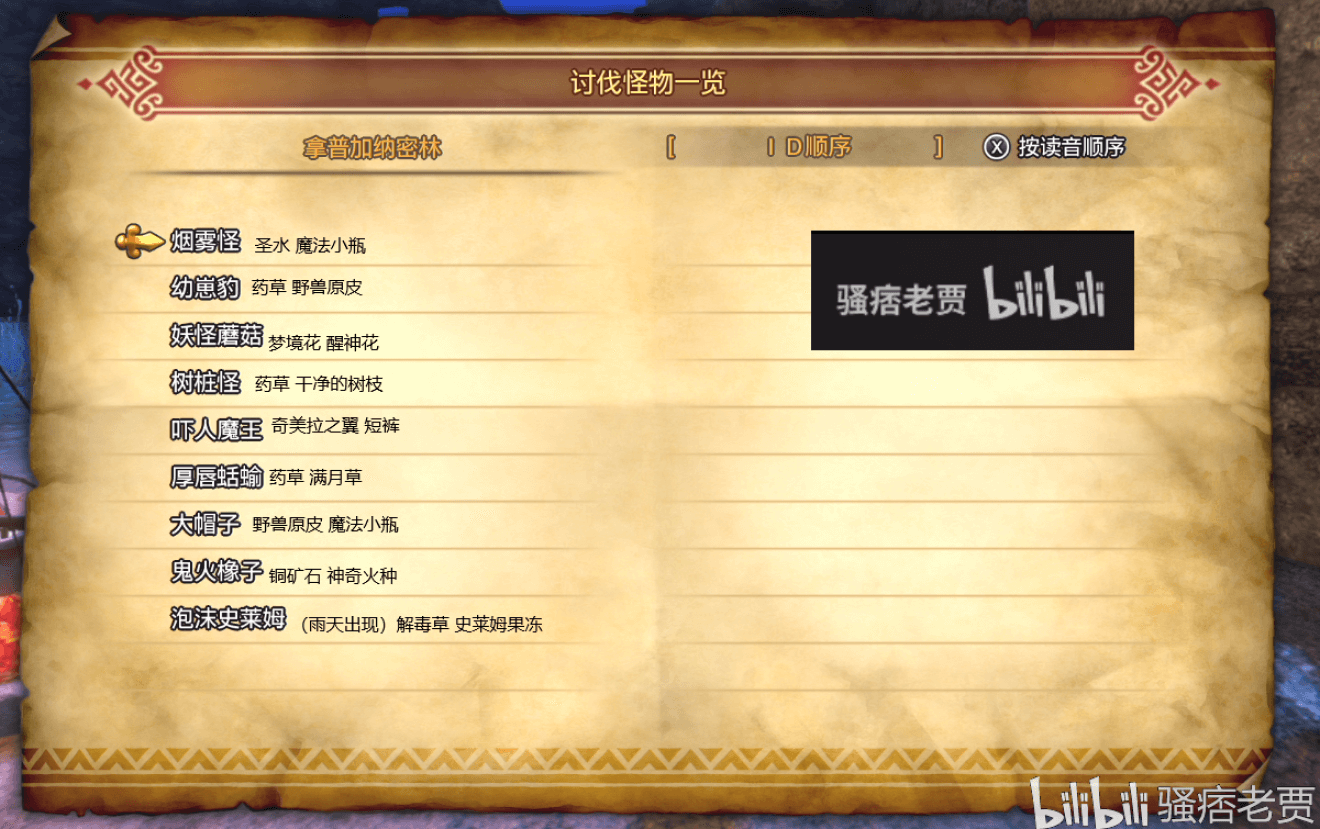 讨伐怪物一览
拿普加纳密林 [ ID顺序 ] X 按读音顺序
烟雾怪 圣水 魔法小瓶
幼崽豹 药草 野兽原皮
妖怪蘑菇 梦境花 醒神花
树桩怪 药草 干净的树枝
吓人魔王 奇美拉之翼 短裤
厚唇蛞蝓 药草 满月草
大帽子 野兽原皮 魔法小瓶
鬼火橡子 铜矿石 神奇火种
泡沫史莱姆 （雨天出现）解毒草 史莱姆果冻
骚痞老贾 bilibili
bilibili 骚痞老贾